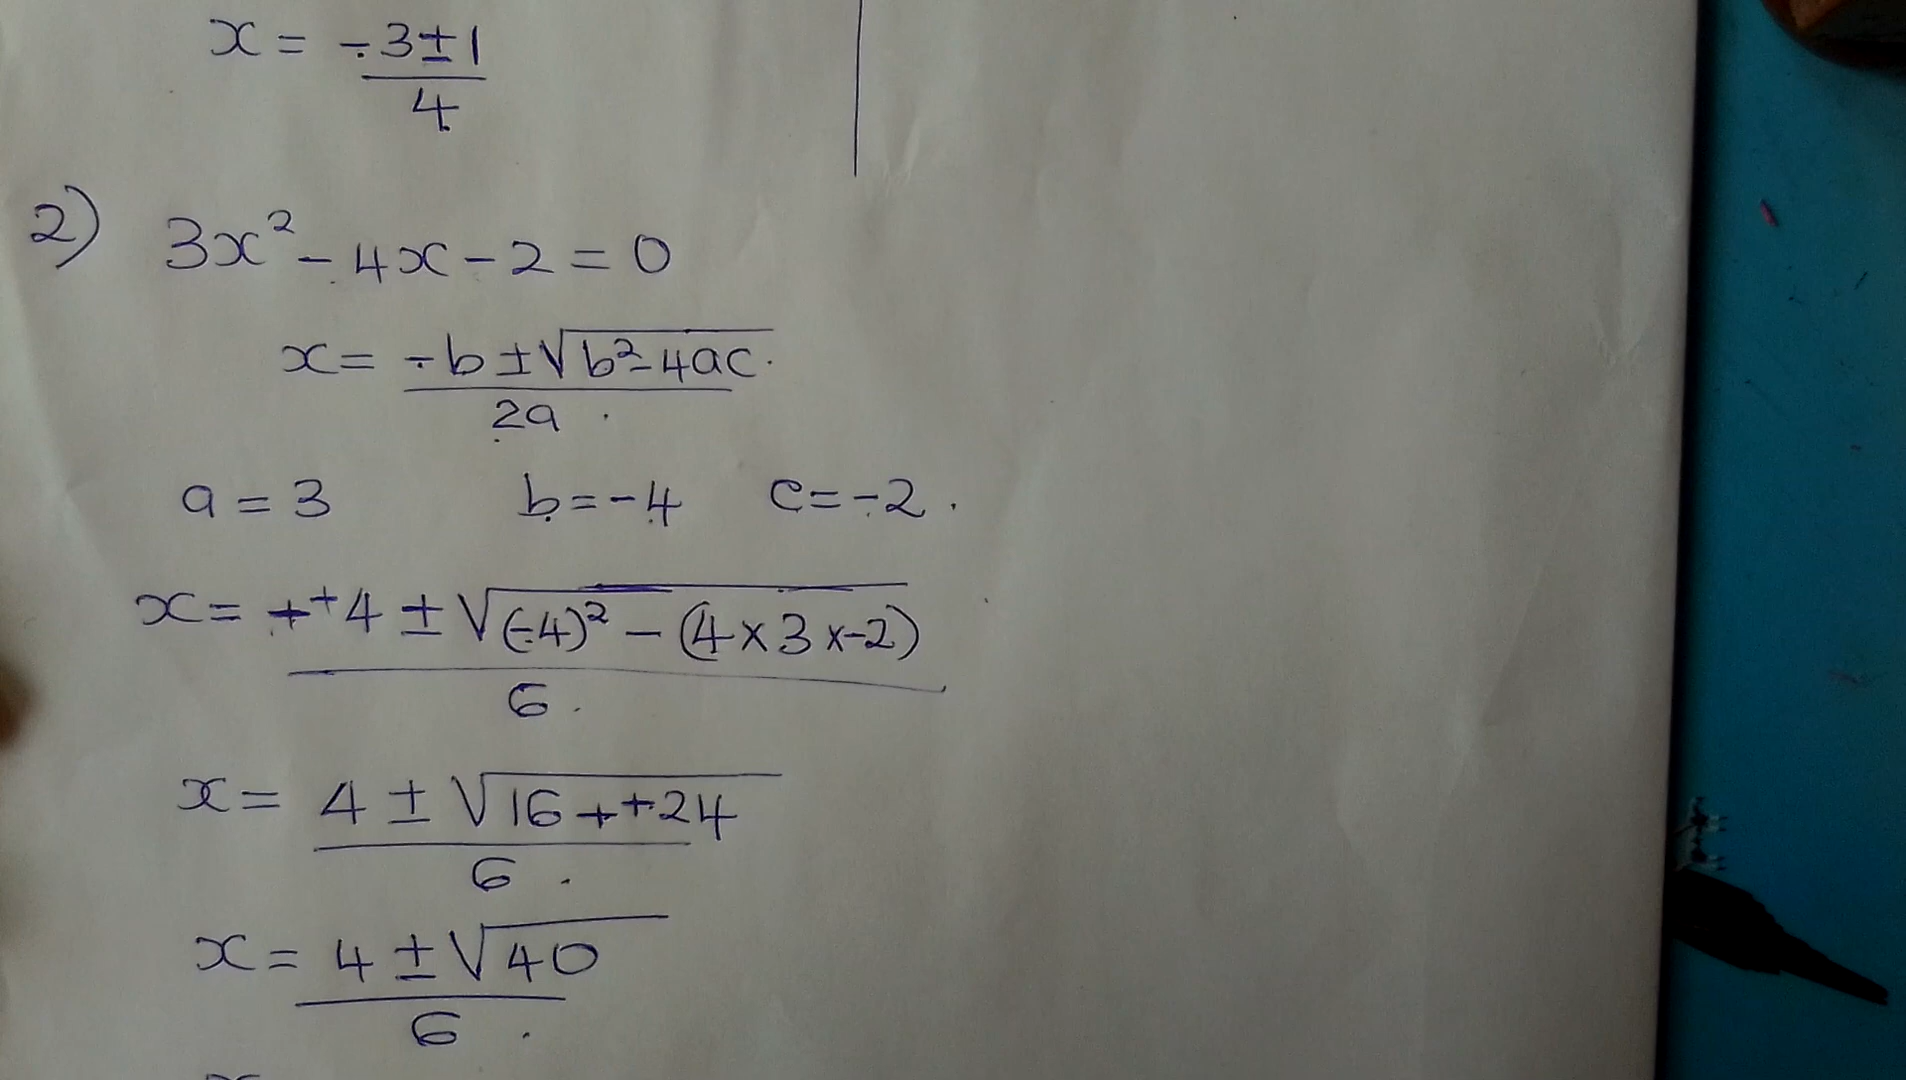 x = -3±1
4
2) 3x² - 4x - 2 = 0
x = -b ± √b² - 4ac
2a
a = 3 b = -4 c = -2
x = ++4 ± √(-4)² - (4 x 3 x -2)
6
x = 4 ± √16 + +24
6
x = 4 ± √40
6